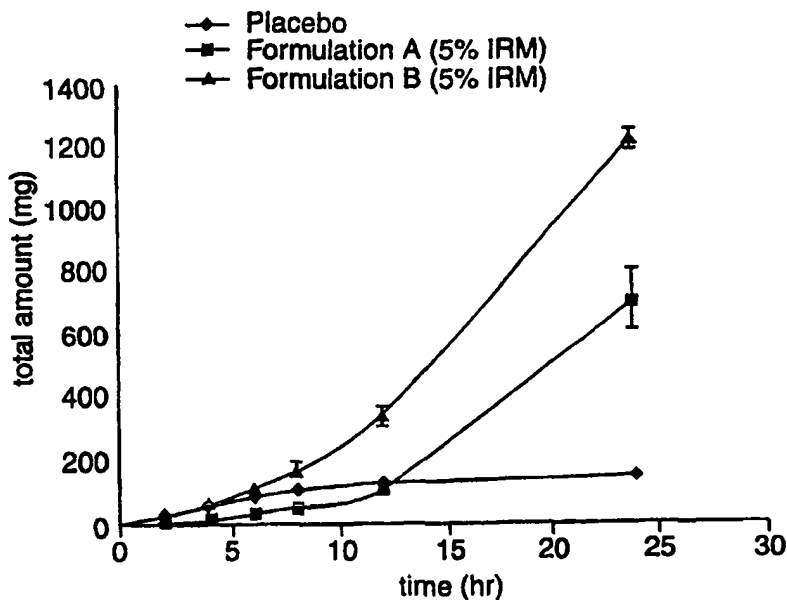 Placebo
Formulation A (5% IRM)
Formulation B (5% IRM)
1400
1200
1000
800
600
400
200
0
total amount (mg)
0 5 10 15 20 25 30
time (hr)